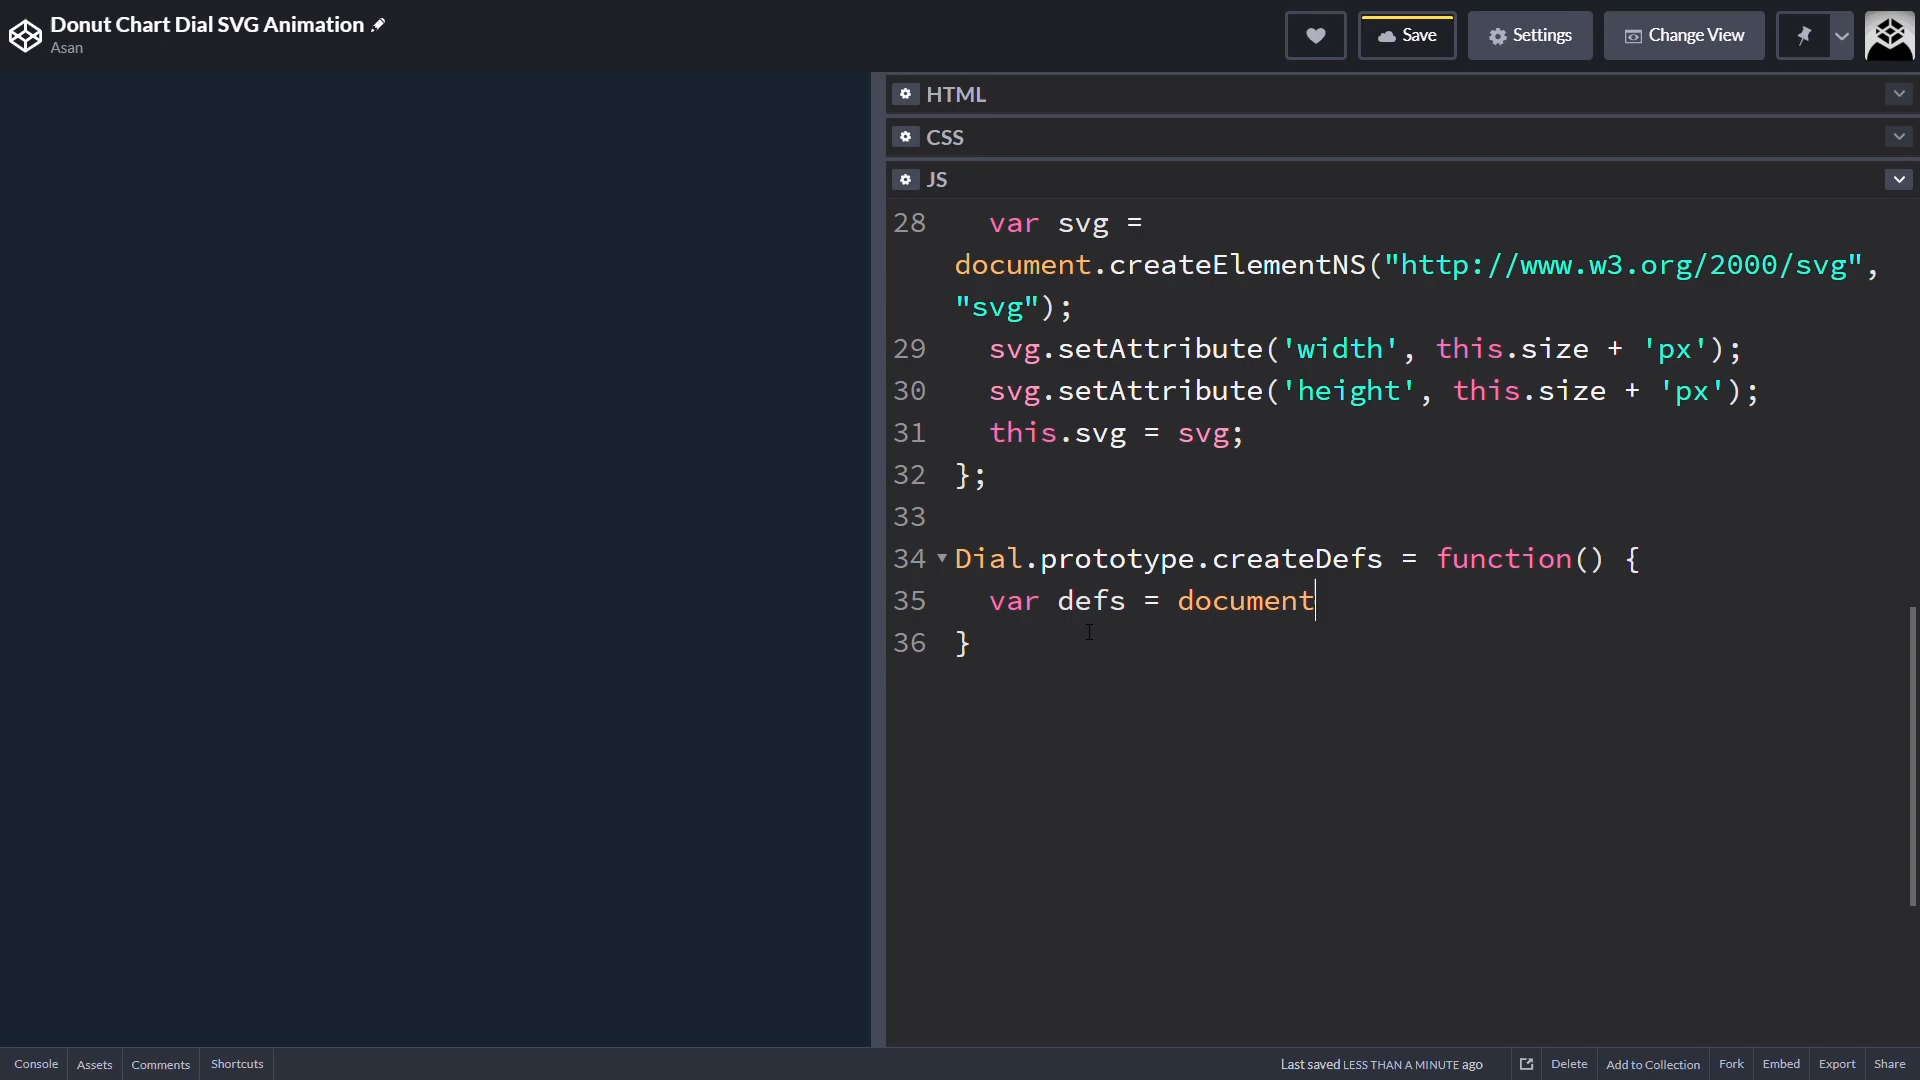 Donut Chart Dial SVG Animation
Asan
Save
Settings
Change View
HTML
CSS
JS
28 var svg =
document.createElementNS("http://www.w3.org/2000/svg",
"svg");
29 svg.setAttribute('width', this.size + 'px');
30 svg.setAttribute('height', this.size + 'px');
31 this.svg = svg;
32 };
33
34 Dial.prototype.createDefs = function() {
35 var defs = document
36 }
Console Assets Comments Shortcuts Last saved LESS THAN A MINUTE ago Delete Add to Collection Fork Embed Export Share